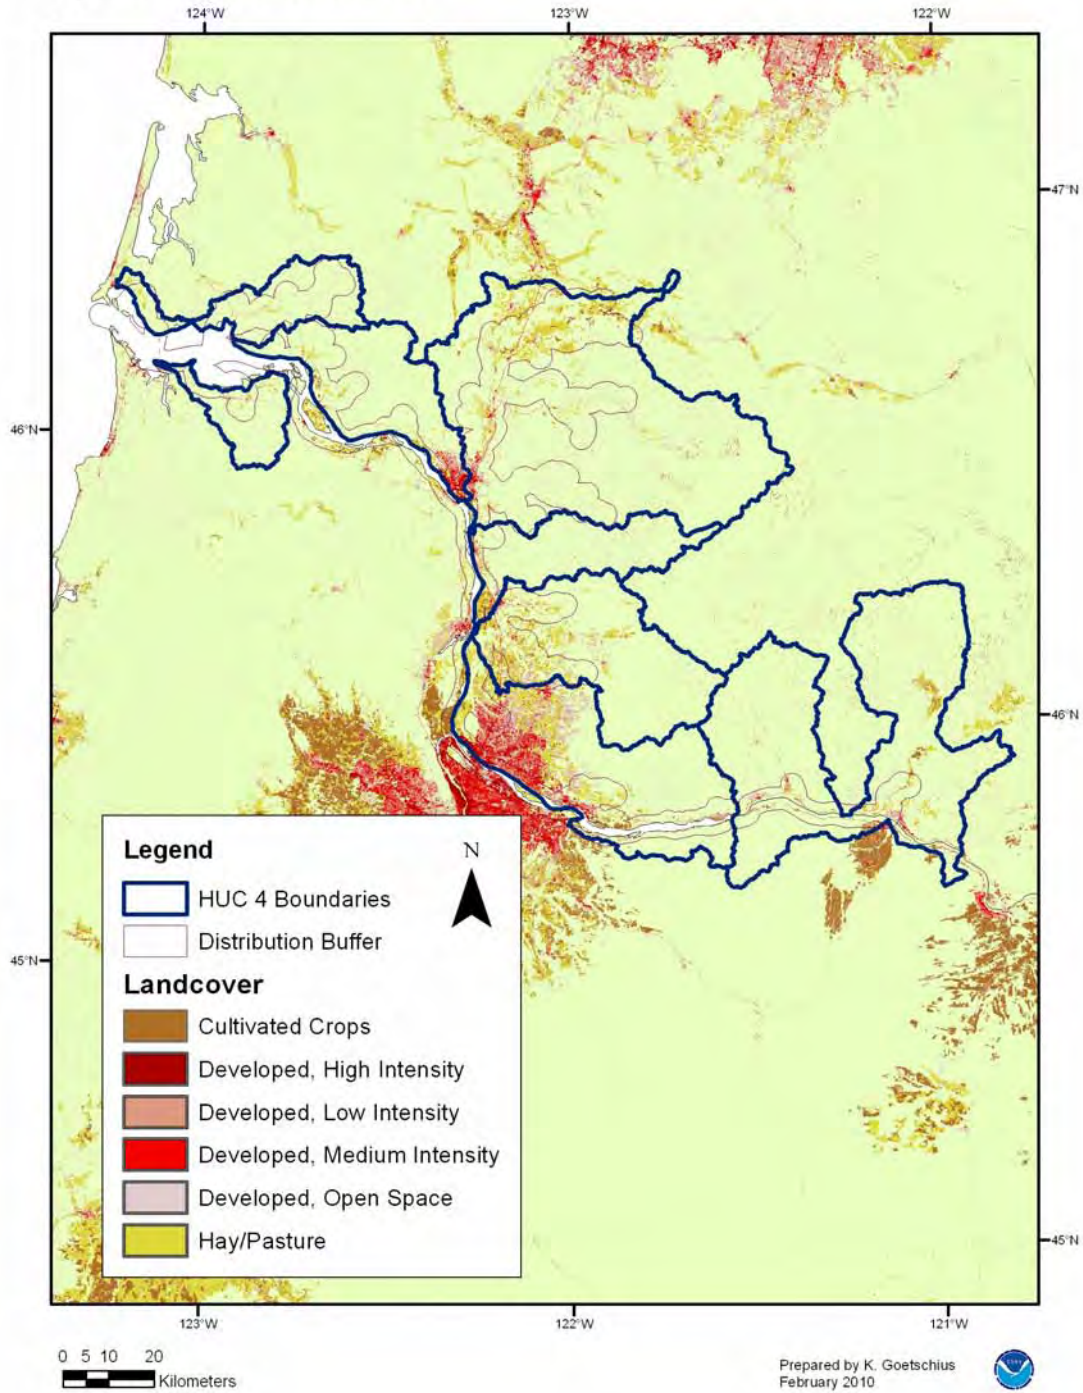 124°W 123°W 122°W
47°N
46°N
46°N
45°N
45°N
Legend
N
HUC 4 Boundaries
Distribution Buffer
Landcover
Cultivated Crops
Developed, High Intensity
Developed, Low Intensity
Developed, Medium Intensity
Developed, Open Space
Hay/Pasture
123°W 122°W 121°W
0 5 10 20
Kilometers
Prepared by K. Goetschius
February 2010